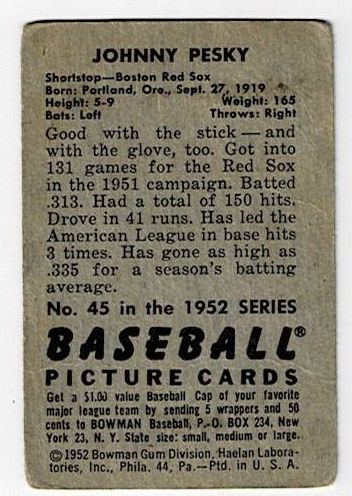 JOHNNY PESKY
Shortstop—Boston Red Sox
Born: Portland, Oro., Sept. 27, 1919
Height: 5-9 Weight: 165
Bats: Left Throws: Right
Good with the stick—and
with the glove, too. Got into
131 games for the Red Sox
in the 1951 campaign. Batted
.313. Had a total of 150 hits.
Drove in 41 runs. Has led the
American League in base hits
3 times. Has gone as high as
.335 for a season's batting
average.
No. 45 in the 1952 SERIES
BASEBALL®
PICTURE CARDS
Get a $1.00 value Baseball Cap of your favorite
major league team by sending 5 wrappers and 50
cents to BOWMAN Baseball, P.-O. BOX 234, New
York 23, N. Y. State size: small, medium or large.
©1952 Bowman Gum Division, Haelan Labora-
tories, Inc., Phila. 44, Pa.—Ptd. in U. S. A.